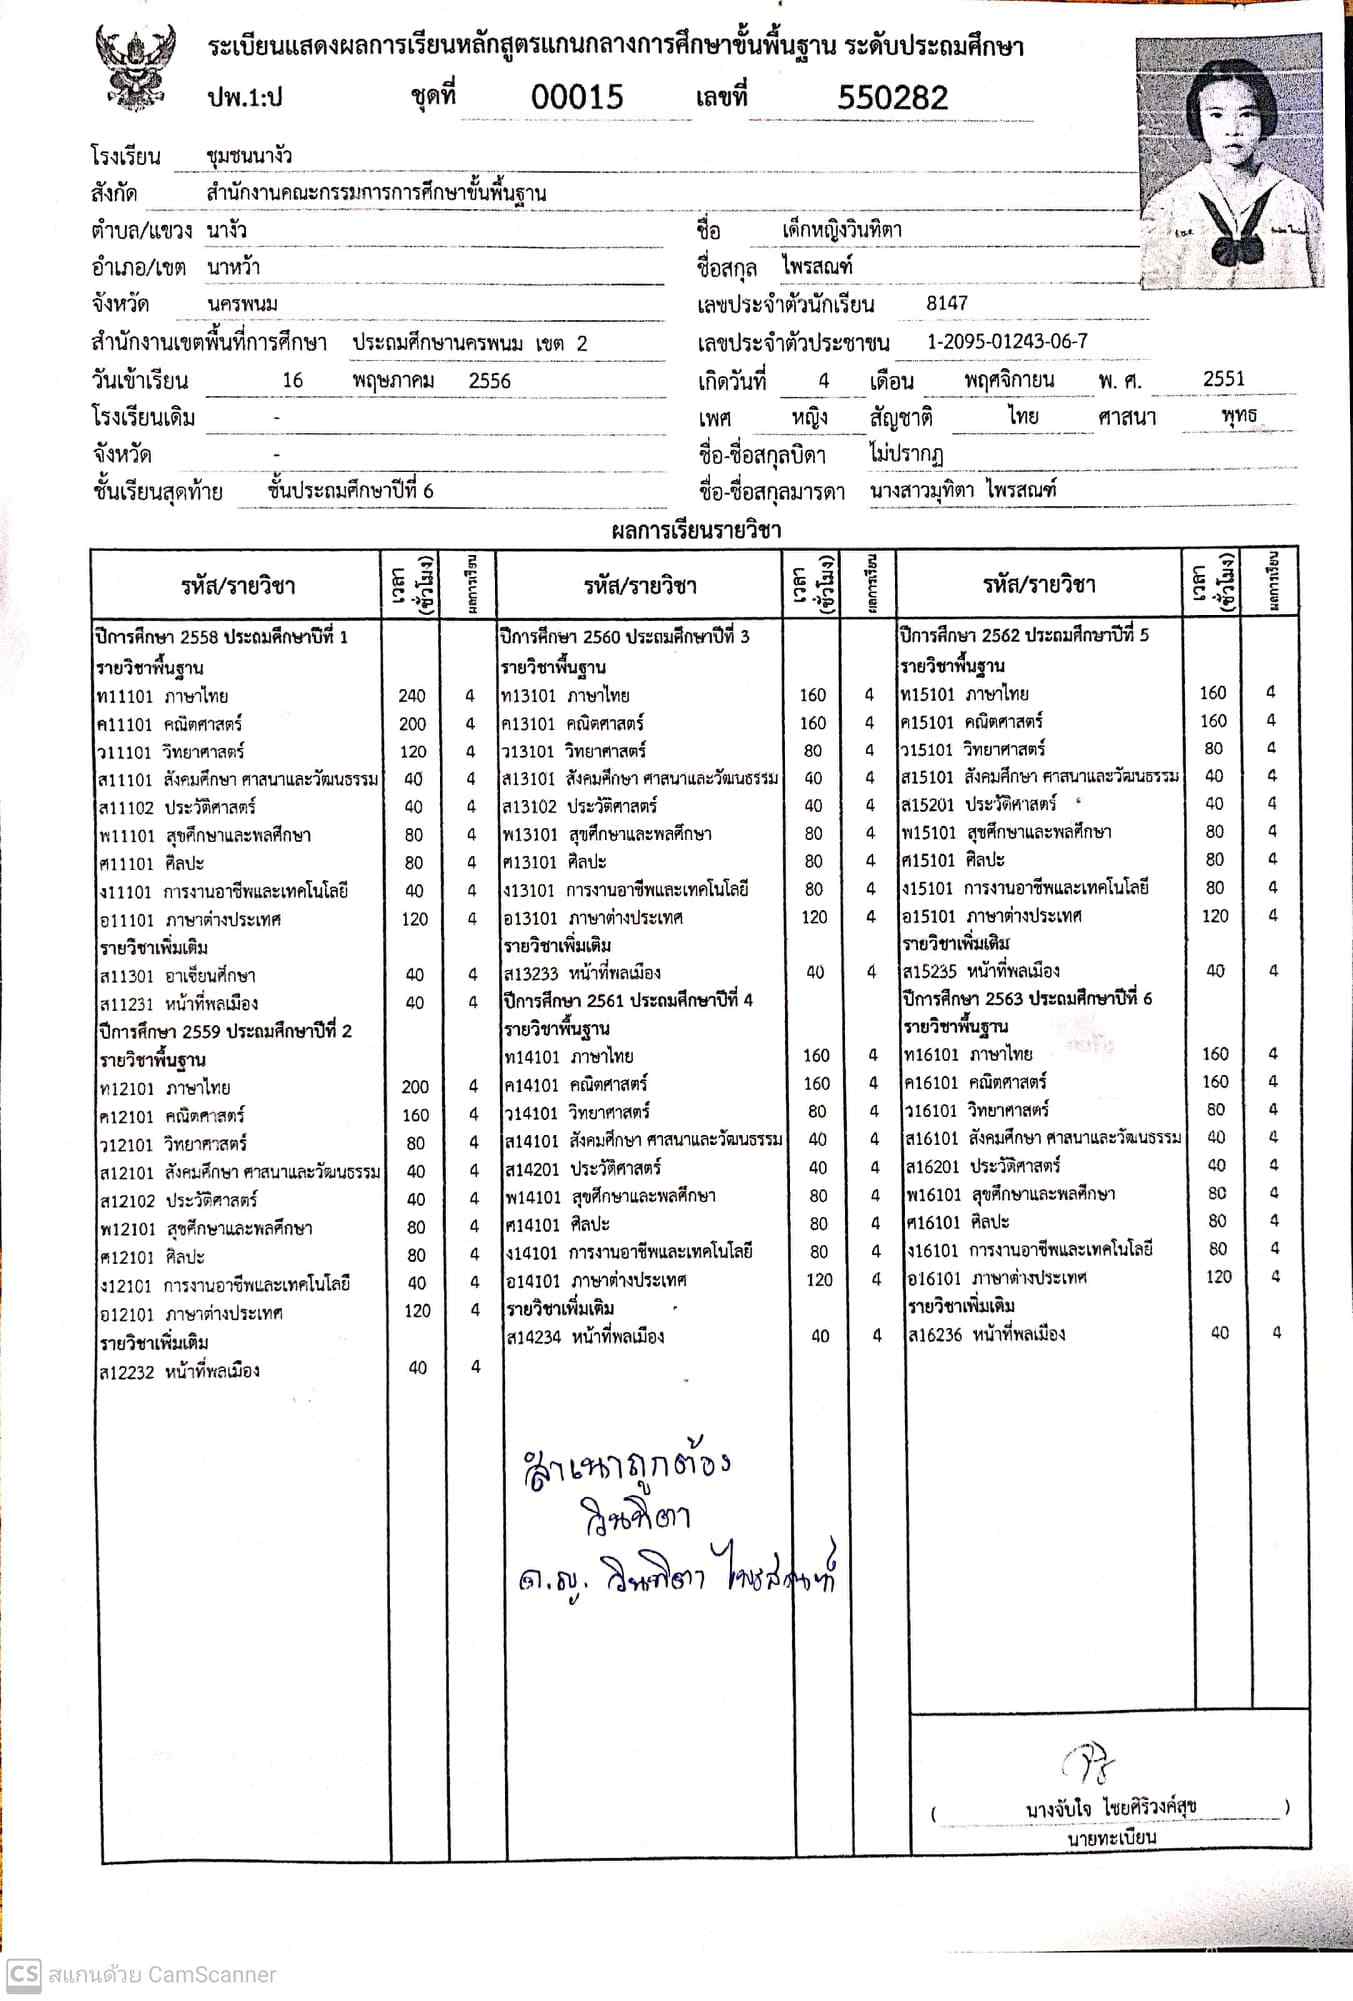 ระเบียนแสดงผลการเรียนหลักสูตรแกนกลางการศึกษาขั้นพื้นฐาน ระดับประถมศึกษา
ปพ.1:ป ชุดที่ 00015 เลขที่ 550282
โรงเรียน ชุมชนนางัว
สังกัด สำนักงานคณะกรรมการการศึกษาขั้นพื้นฐาน
ตำบล/แขวง นางัว
อำเภอ/เขต นาหว้า
จังหวัด นครพนม
สำนักงานเขตพื้นที่การศึกษา ประถมศึกษานครพนม เขต 2
วันเข้าเรียน 16 พฤษภาคม 2556
โรงเรียนเดิม -
จังหวัด -
ชั้นเรียนสุดท้าย ชั้นประถมศึกษาปีที่ 6
ชื่อ เด็กหญิงวินทิตา
ชื่อสกุล ไพรสณฑ์
เลขประจำตัวนักเรียน 8147
เลขประจำตัวประชาชน 1-2095-01243-06-7
เกิดวันที่ 4 เดือน พฤศจิกายน พ. ศ. 2551
เพศ หญิง สัญชาติ ไทย ศาสนา พุทธ
ชื่อ-ชื่อสกุลบิดา ไม่ปรากฏ
ชื่อ-ชื่อสกุลมารดา นางสาวมุทิตา ไพรสณฑ์
ผลการเรียนรายวิชา
รหัส/รายวิชา เวลา (ชั่วโมง) ผลการเรียน
ปีการศึกษา 2558 ประถมศึกษาปีที่ 1
รายวิชาพื้นฐาน
ท11101 ภาษาไทย 240 4
ค11101 คณิตศาสตร์ 200 4
ว11101 วิทยาศาสตร์ 120 4
ส11101 สังคมศึกษา ศาสนาและวัฒนธรรม 40 4
ส11102 ประวัติศาสตร์ 40 4
พ11101 สุขศึกษาและพลศึกษา 80 4
ศ11101 ศิลปะ 80 4
ง11101 การงานอาชีพและเทคโนโลยี 40 4
อ11101 ภาษาต่างประเทศ 120 4
รายวิชาเพิ่มเติม
ส11301 อาเซียนศึกษา 40 4
ส11231 หน้าที่พลเมือง 40 4
ปีการศึกษา 2559 ประถมศึกษาปีที่ 2
รายวิชาพื้นฐาน
ท12101 ภาษาไทย 200 4
ค12101 คณิตศาสตร์ 160 4
ว12101 วิทยาศาสตร์ 80 4
ส12101 สังคมศึกษา ศาสนาและวัฒนธรรม 40 4
ส12102 ประวัติศาสตร์ 40 4
พ12101 สุขศึกษาและพลศึกษา 80 4
ศ12101 ศิลปะ 80 4
ง12101 การงานอาชีพและเทคโนโลยี 40 4
อ12101 ภาษาต่างประเทศ 120 4
รายวิชาเพิ่มเติม
ส12232 หน้าที่พลเมือง 40 4
รหัส/รายวิชา เวลา (ชั่วโมง) ผลการเรียน
ปีการศึกษา 2560 ประถมศึกษาปีที่ 3
รายวิชาพื้นฐาน
ท13101 ภาษาไทย 160 4
ค13101 คณิตศาสตร์ 160 4
ว13101 วิทยาศาสตร์ 80 4
ส13101 สังคมศึกษา ศาสนาและวัฒนธรรม 40 4
ส13102 ประวัติศาสตร์ 40 4
พ13101 สุขศึกษาและพลศึกษา 80 4
ศ13101 ศิลปะ 80 4
ง13101 การงานอาชีพและเทคโนโลยี 80 4
อ13101 ภาษาต่างประเทศ 120 4
รายวิชาเพิ่มเติม
ส13233 หน้าที่พลเมือง 40 4
ปีการศึกษา 2561 ประถมศึกษาปีที่ 4
รายวิชาพื้นฐาน
ท14101 ภาษาไทย 160 4
ค14101 คณิตศาสตร์ 160 4
ว14101 วิทยาศาสตร์ 80 4
ส14101 สังคมศึกษา ศาสนาและวัฒนธรรม 40 4
ส14201 ประวัติศาสตร์ 40 4
พ14101 สุขศึกษาและพลศึกษา 80 4
ศ14101 ศิลปะ 80 4
ง14101 การงานอาชีพและเทคโนโลยี 80 4
อ14101 ภาษาต่างประเทศ 120 4
รายวิชาเพิ่มเติม
ส14234 หน้าที่พลเมือง 40 4
สำเนาถูกต้อง
วินทิตา
ด.ญ. วินทิตา ไพรสณฑ์
รหัส/รายวิชา เวลา (ชั่วโมง) ผลการเรียน
ปีการศึกษา 2562 ประถมศึกษาปีที่ 5
รายวิชาพื้นฐาน
ท15101 ภาษาไทย 160 4
ค15101 คณิตศาสตร์ 160 4
ว15101 วิทยาศาสตร์ 80 4
ส15101 สังคมศึกษา ศาสนาและวัฒนธรรม 40 4
ส15201 ประวัติศาสตร์ 40 4
พ15101 สุขศึกษาและพลศึกษา 80 4
ศ15101 ศิลปะ 80 4
ง15101 การงานอาชีพและเทคโนโลยี 80 4
อ15101 ภาษาต่างประเทศ 120 4
รายวิชาเพิ่มเติม
ส15235 หน้าที่พลเมือง 40 4
ปีการศึกษา 2563 ประถมศึกษาปีที่ 6
รายวิชาพื้นฐาน
ท16101 ภาษาไทย 160 4
ค16101 คณิตศาสตร์ 160 4
ว16101 วิทยาศาสตร์ 80 4
ส16101 สังคมศึกษา ศาสนาและวัฒนธรรม 40 4
ส16201 ประวัติศาสตร์ 40 4
พ16101 สุขศึกษาและพลศึกษา 80 4
ศ16101 ศิลปะ 80 4
ง16101 การงานอาชีพและเทคโนโลยี 80 4
อ16101 ภาษาต่างประเทศ 120 4
รายวิชาเพิ่มเติม
ส16236 หน้าที่พลเมือง 40 4
( นางจับใจ ไชยศิริวงค์สุข )
นายทะเบียน
CS สแกนด้วย CamScanner